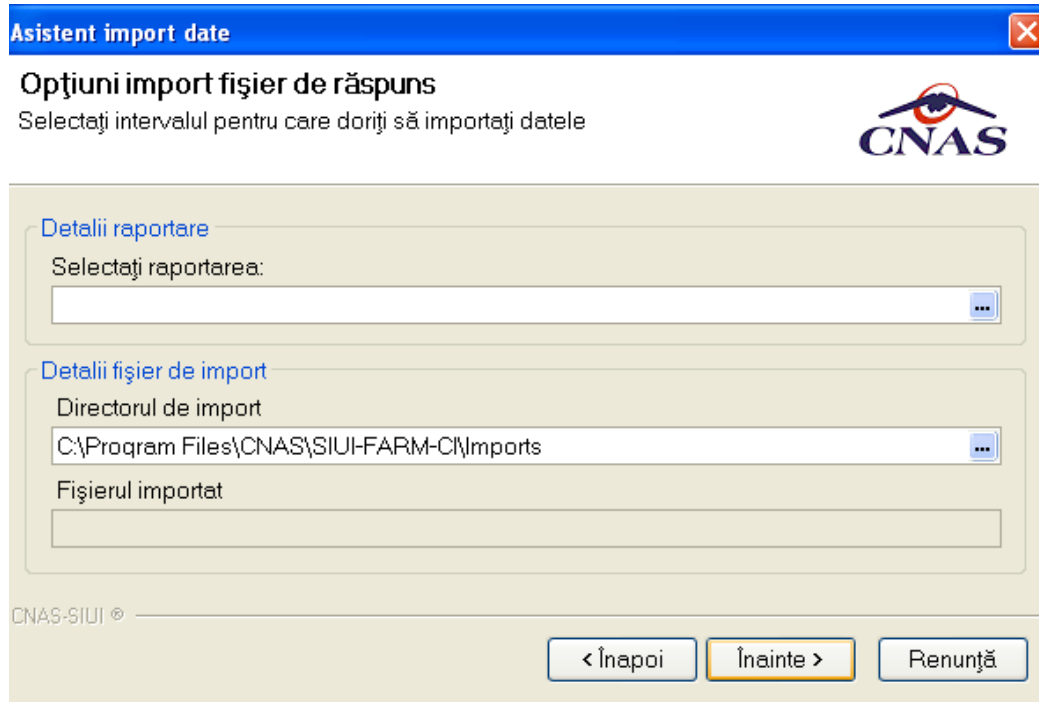 Asistent import date
Opţiuni import fişier de răspuns
Selectaţi intervalul pentru care doriţi să importaţi datele
CNAS
Detalii raportare
Selectaţi raportarea:
...
Detalii fişier de import
Directorul de import
C:\Program Files\CNAS\SIUI-FARM-CI\Imports
...
Fişierul importat
CNAS-SIUI ®
< Înapoi
Înainte >
Renunţă